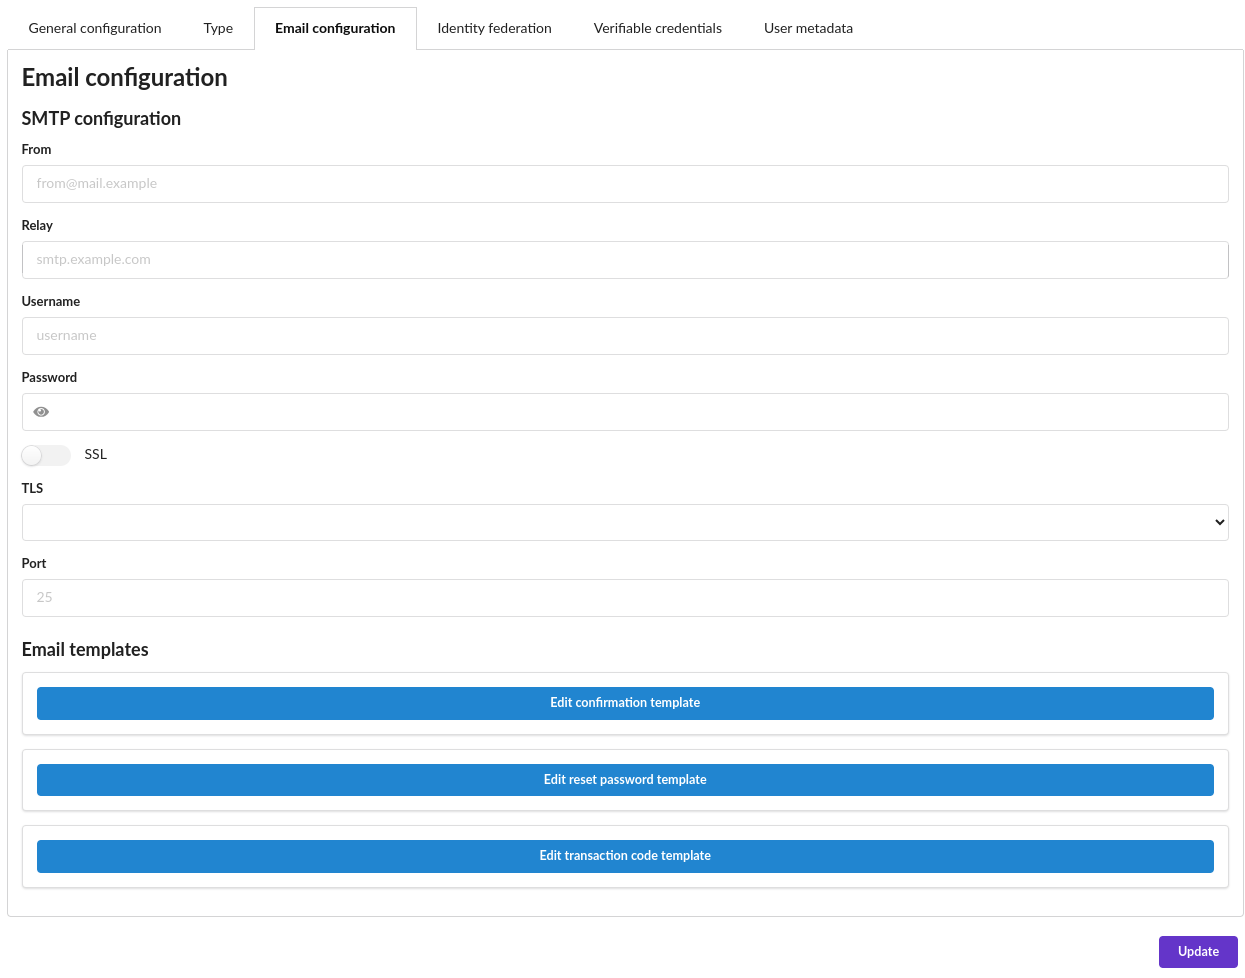 General configuration
Type
Email configuration
Identity federation
Verifiable credentials
User metadata
Email configuration
SMTP configuration
From
from@mail.example
Relay
smtp.example.com
Username
username
Password
SSL
TLS
Port
25
Email templates
Edit confirmation template
Edit reset password template
Edit transaction code template
Update